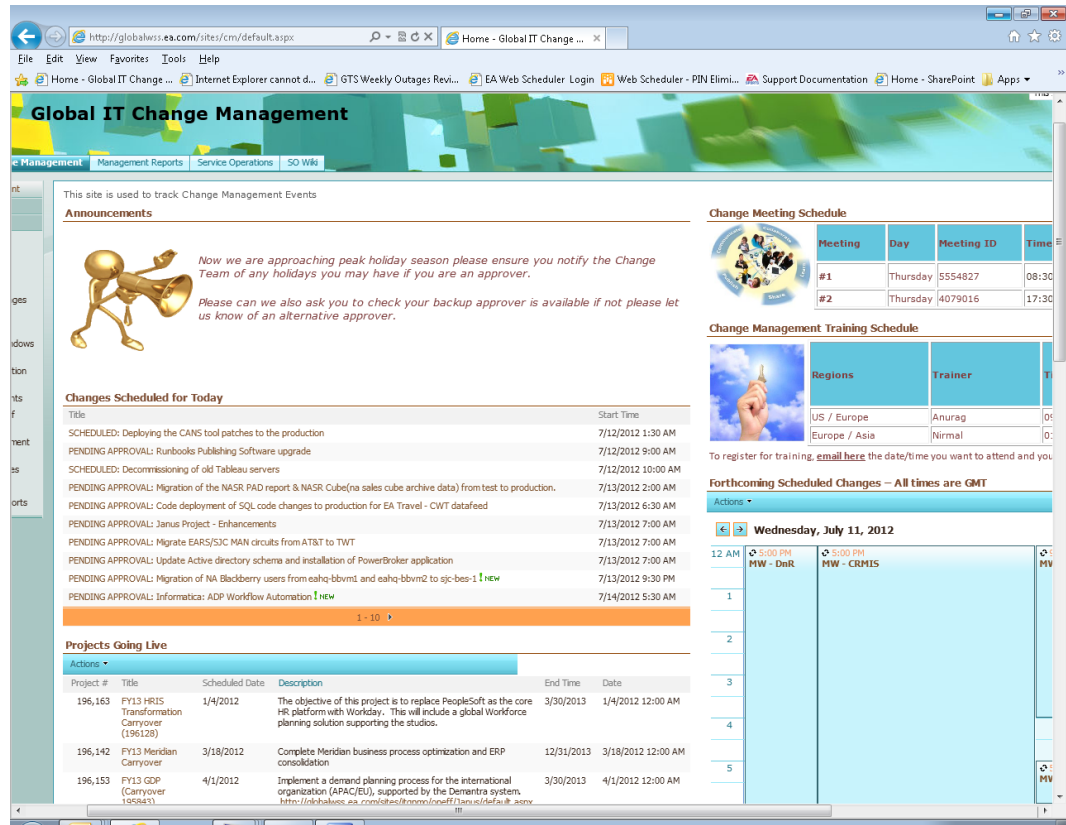 http://globalwss.ea.com/sites/cm/default.aspx
Home - Global IT Change ...
File Edit View Favorites Tools Help
Home - Global IT Change ... Internet Explorer cannot d... GTS Weekly Outages Revi... EA Web Scheduler Login Web Scheduler - PIN Elimi... Support Documentation Home - SharePoint Apps
Global IT Change Management
e Management Management Reports Service Operations SO Wiki
This site is used to track Change Management Events
Announcements
Now we are approaching peak holiday season please ensure you notify the Change
Team of any holidays you may have if you are an approver.
Please can we also ask you to check your backup approver is available if not please let
us know of an alternative approver.
Changes Scheduled for Today
Title Start Time
SCHEDULED: Deploying the CANS tool patches to the production 7/12/2012 1:30 AM
PENDING APPROVAL: Runbooks Publishing Software upgrade 7/12/2012 9:00 AM
SCHEDULED: Decommissioning of old Tableau servers 7/12/2012 10:00 AM
PENDING APPROVAL: Migration of the NASR PAD report & NASR Cube(na sales cube archive data) from test to production. 7/13/2012 2:00 AM
PENDING APPROVAL: Code deployment of SQL code changes to production for EA Travel - CWT datafeed 7/13/2012 6:30 AM
PENDING APPROVAL: Janus Project - Enhancements 7/13/2012 7:00 AM
PENDING APPROVAL: Migrate EARS/SJC MAN circuits from AT&T to TWT 7/13/2012 7:00 AM
PENDING APPROVAL: Update Active directory schema and installation of PowerBroker application 7/13/2012 7:00 AM
PENDING APPROVAL: Migration of NA Blackberry users from eahq-bbvm1 and eahq-bbvm2 to sjc-bes-1 ! NEW 7/13/2012 9:30 PM
PENDING APPROVAL: Informatica: ADP Workflow Automation ! NEW 7/14/2012 5:30 AM
1 - 10
Projects Going Live
Actions
Project # Title Scheduled Date Description End Time Date
196,163 FY13 HRIS Transformation Carryover (196128) 1/4/2012 The objective of this project is to replace PeopleSoft as the core HR platform with Workday. This will include a global Workforce planning solution supporting the studios. 3/30/2013 1/4/2012 12:00 AM
196,142 FY13 Meridian Carryover 3/18/2012 Complete Meridian business process optimization and ERP consolidation 12/31/2013 3/18/2012 12:00 AM
196,153 FY13 GDP (Carryover 195843) 4/1/2012 Implement a demand planning process for the international organization (APAC/EU), supported by the Demantra system. http://globalwss.ea.com/sites/itgpmo/opeff/Janus/default.aspx 3/30/2013 4/1/2012 12:00 AM
nt
ges
dows
tion
nts
f
ment
es
orts
Change Meeting Schedule
Meeting Day Meeting ID Time
#1 Thursday 5554827 08:30
#2 Thursday 4079016 17:30
Change Management Training Schedule
Regions Trainer Ti
US / Europe Anurag 09
Europe / Asia Nirmal 01
To register for training, email here the date/time you want to attend and you
Forthcoming Scheduled Changes – All times are GMT
Actions
Wednesday, July 11, 2012
12 AM 5:00 PM 5:00 PM
MW - DnR MW - CRMIS
1
2
3
4
5